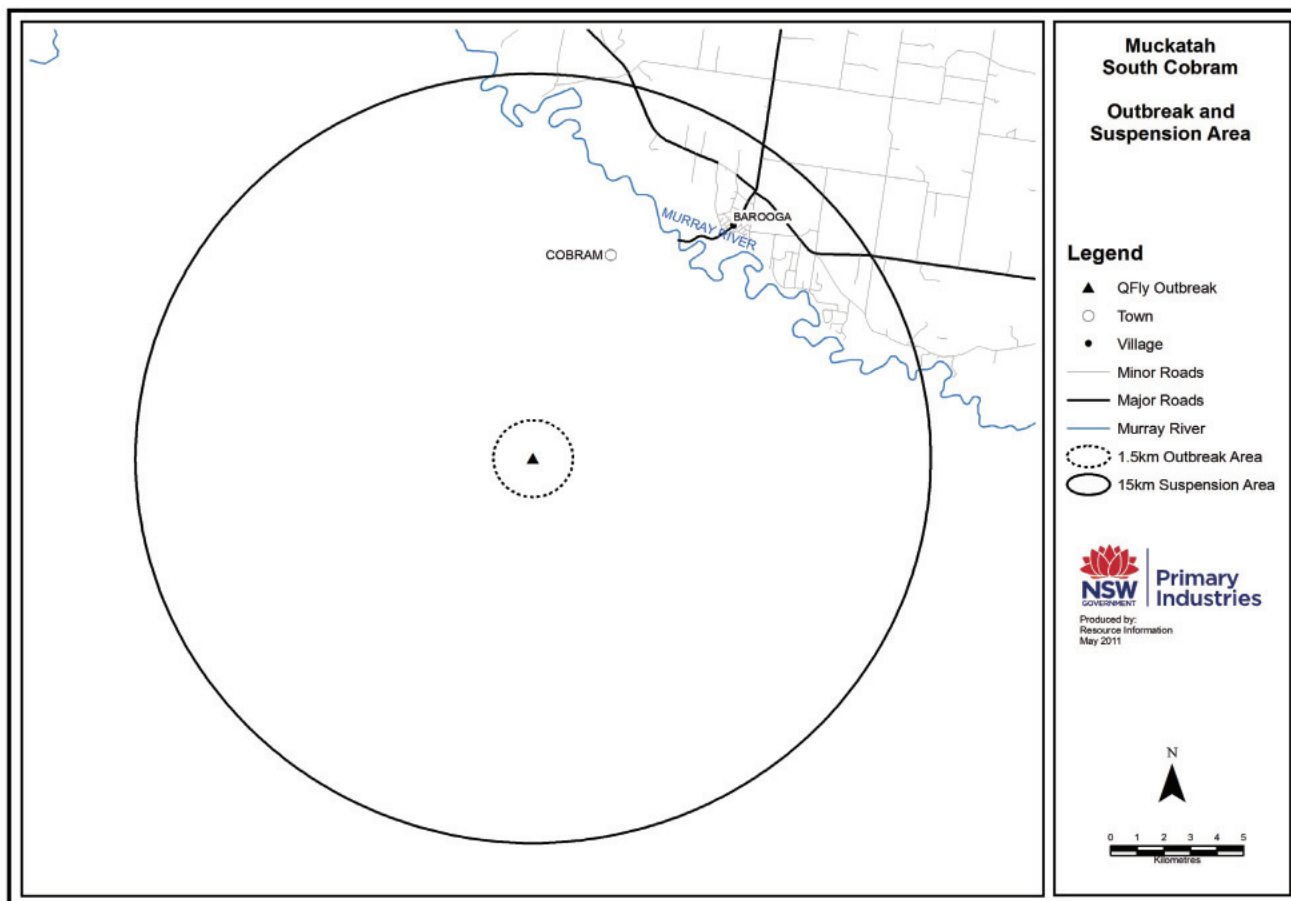 Muckatah
South Cobram
Outbreak and
Suspension Area
BAROOGA
MURRAY RIVER
COBRAM
Legend
QFly Outbreak
Town
Village
Minor Roads
Major Roads
Murray River
1.5km Outbreak Area
15km Suspension Area
NSW
GOVERNMENT
Primary
Industries
Produced by:
Resource Information
May 2011
N
0 1 2 3 4 5
Kilometres